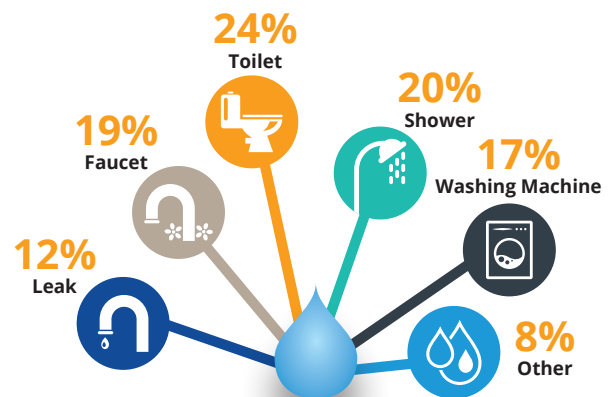 24%
Toilet
20%
Shower
19%
Faucet
17%
Washing Machine
12%
Leak
8%
Other